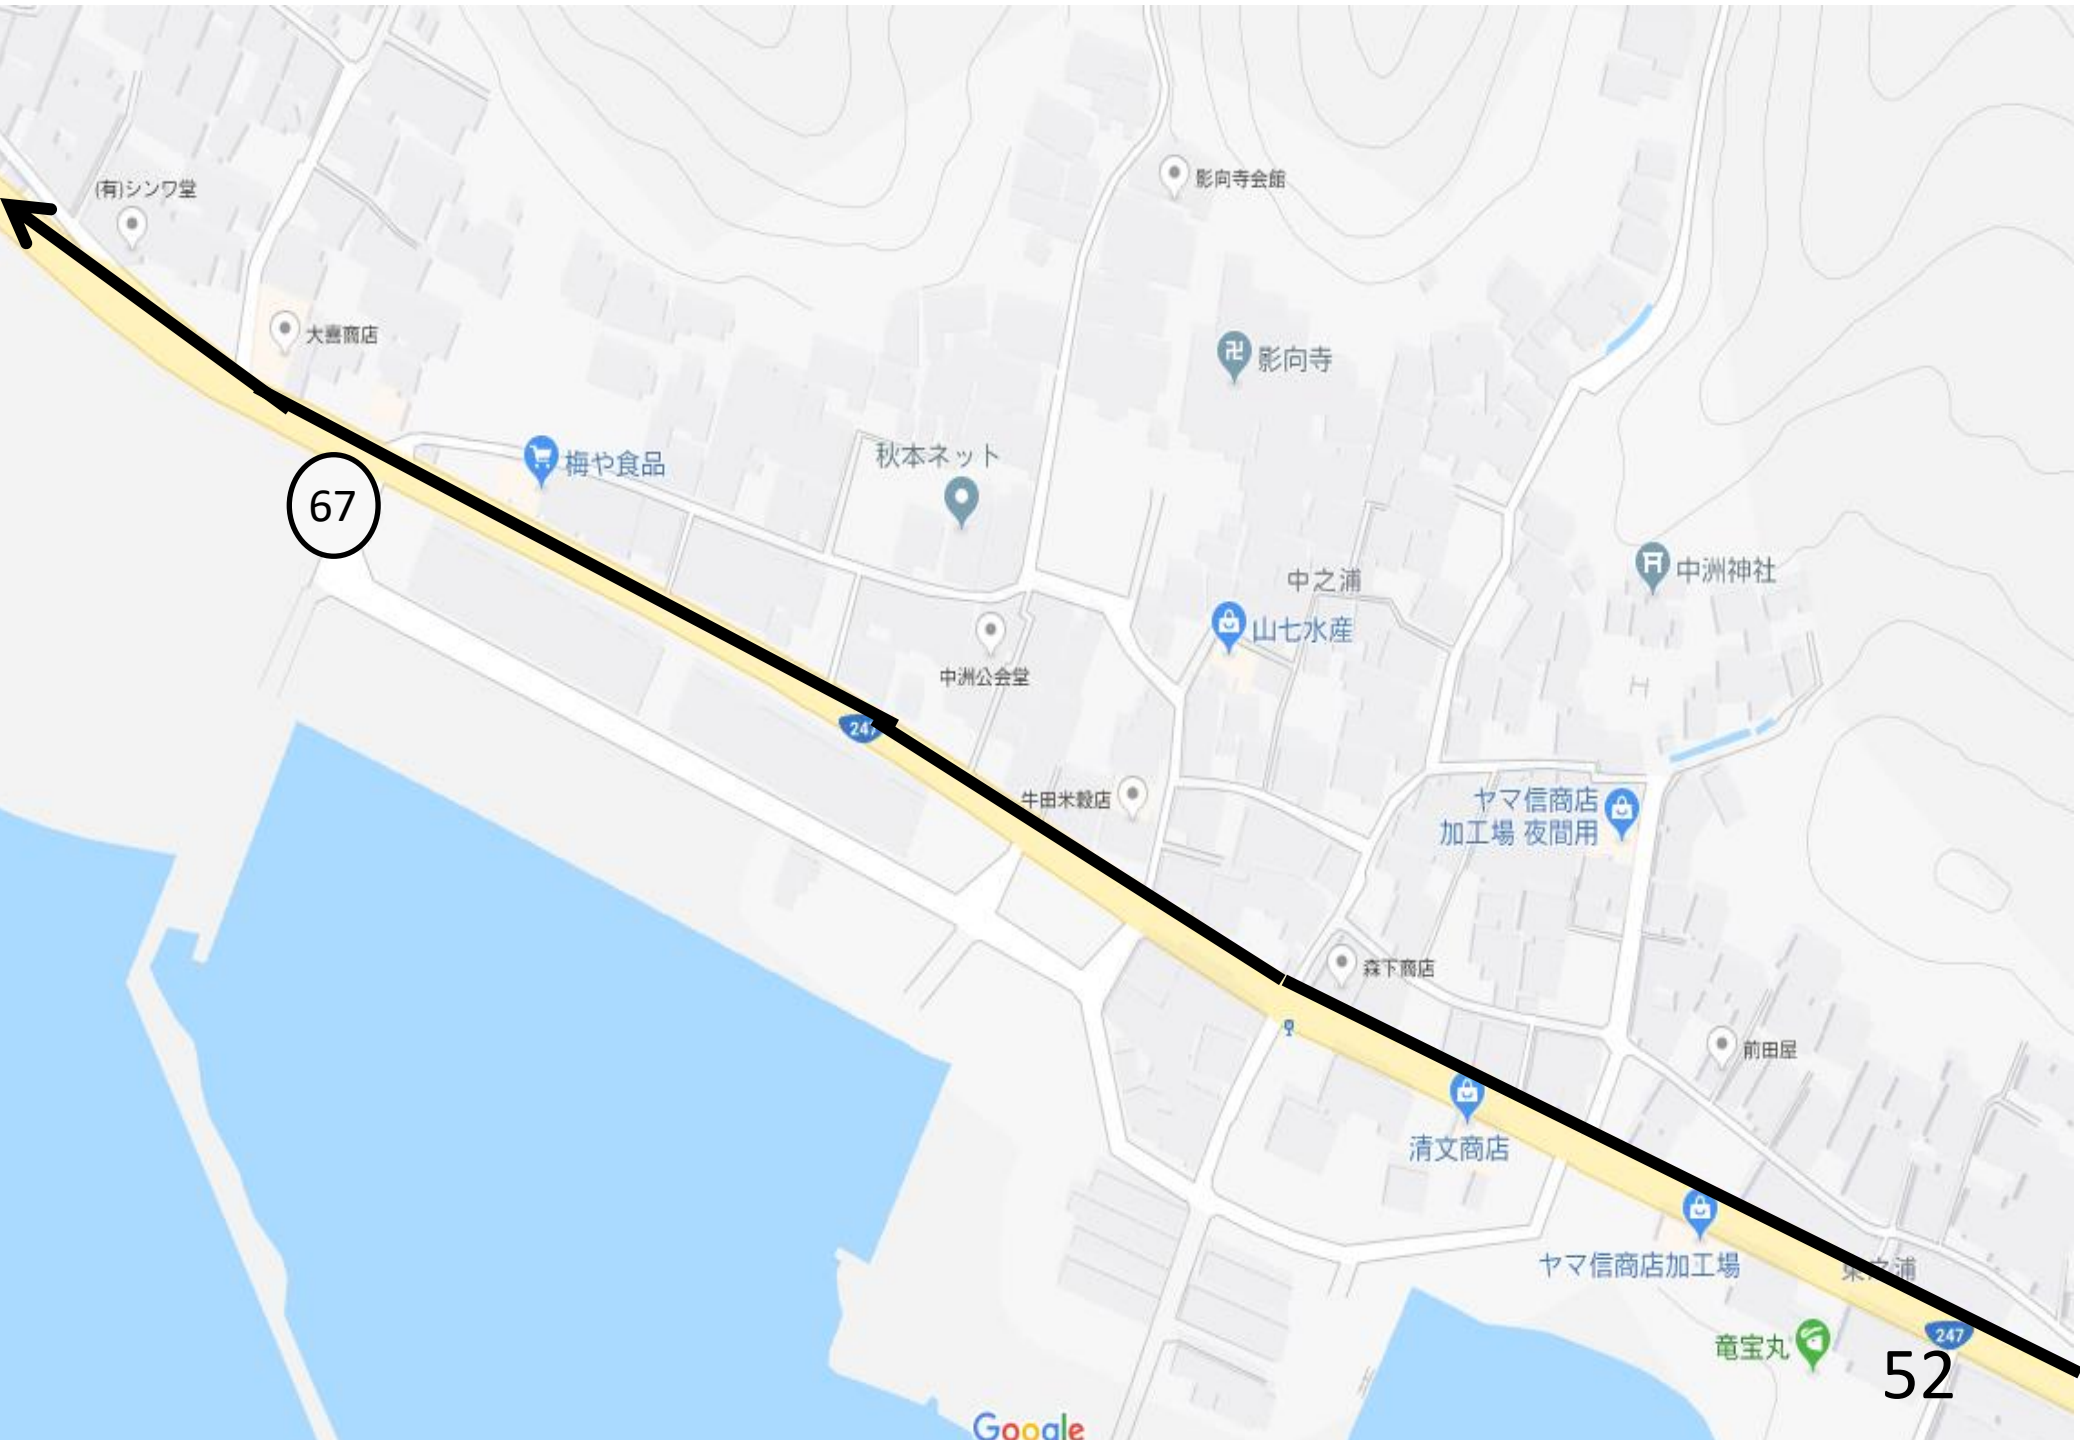 (有)シンワ堂
影向寺会館
大喜商店
影向寺
梅や食品
秋本ネット
67
中洲神社
中之浦
山七水産
中洲公会堂
247
牛田米穀店
ヤマ信商店
加工場 夜間用
森下商店
前田屋
清文商店
ヤマ信商店加工場
東之浦
247
竜宝丸
52
Google